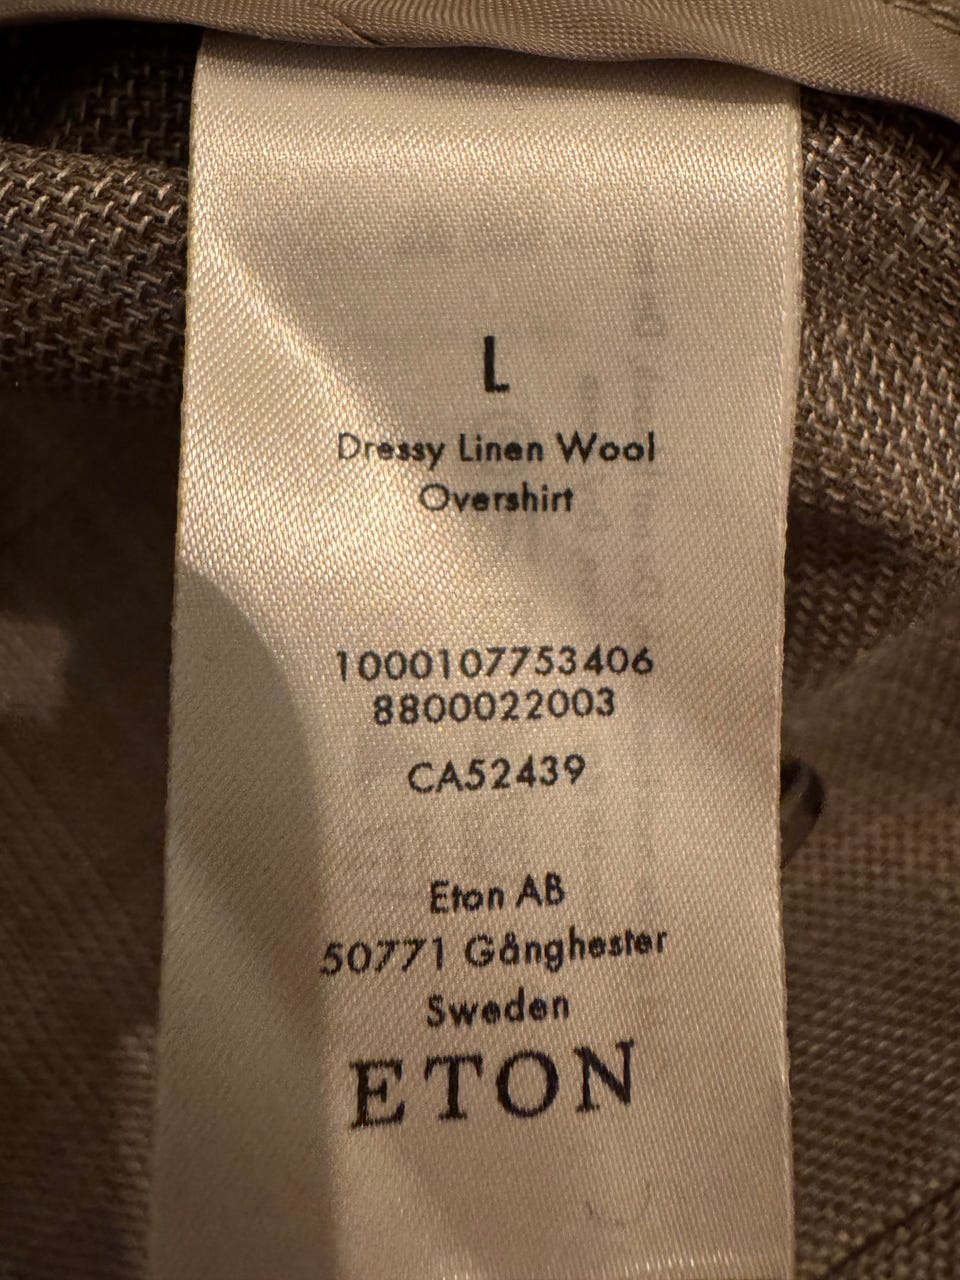 L
Dressy Linen Wool
Overshirt
1000107753406
8800022003
CA52439
Eton AB
50771 Gånghester
Sweden
ETON